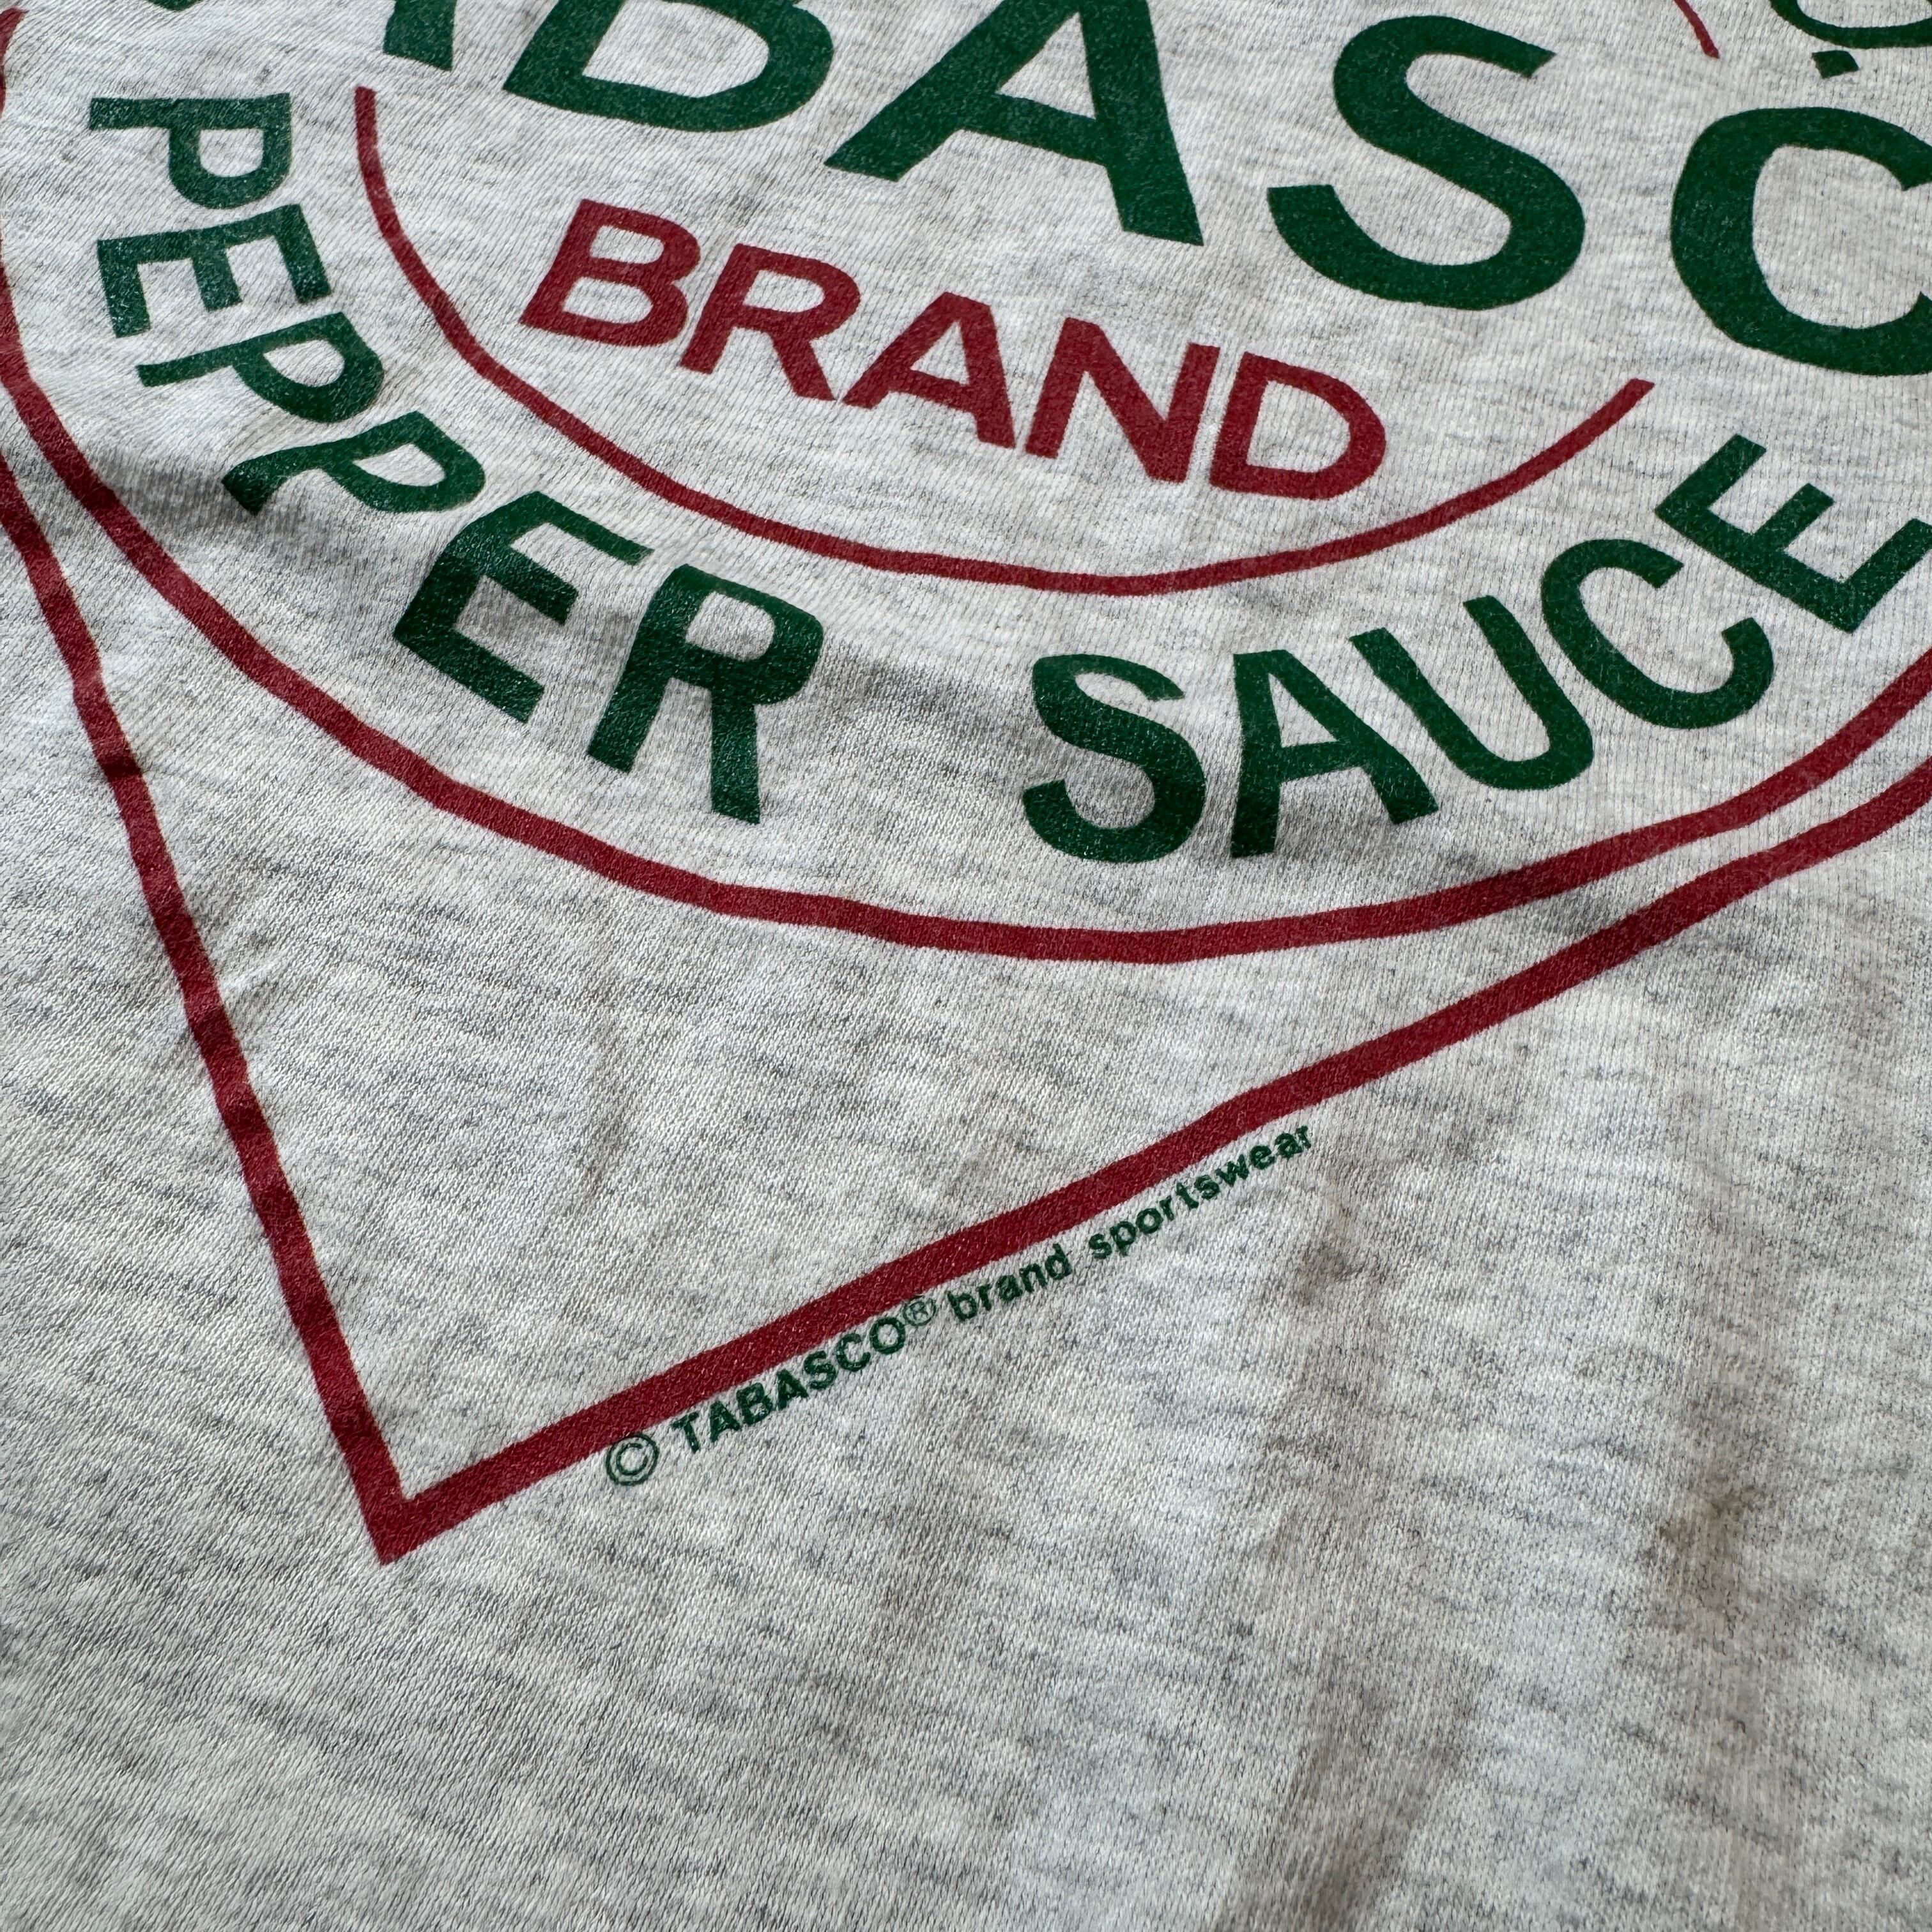 ABASC
BRAND
PEPPER SAUCE
© TABASCO® brand sportswear